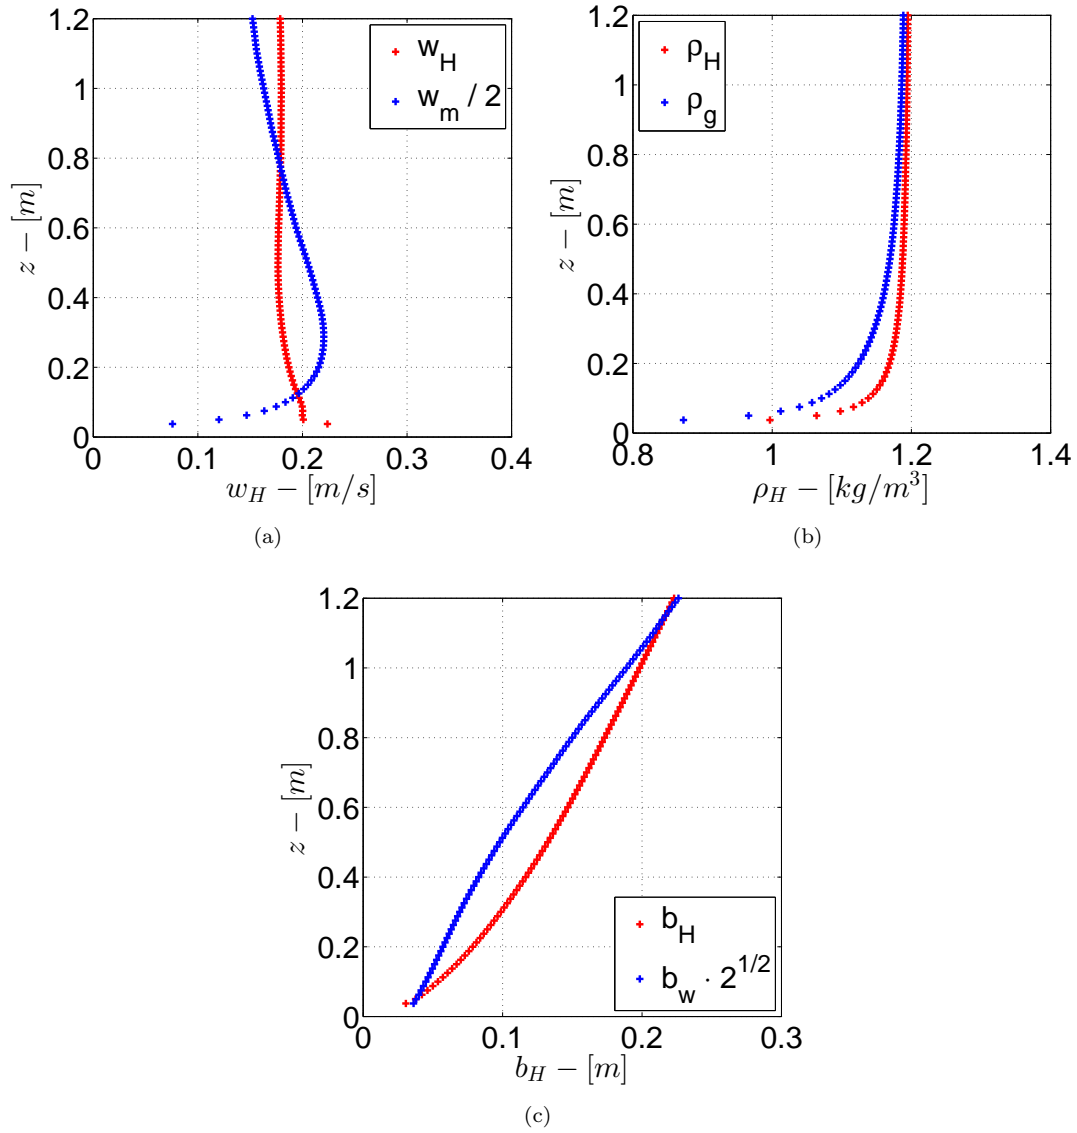 1.2
1
0.8
0.6
0.4
0.2
0
z − [m]
w_H
w_m / 2
0 0.1 0.2 0.3 0.4
w_H − [m/s]
(a)
1.2
1
0.8
0.6
0.4
0.2
0
z − [m]
ρ_H
ρ_g
0.8 1 1.2 1.4
ρ_H − [kg/m³]
(b)
1.2
1
0.8
0.6
0.4
0.2
0
z − [m]
b_H
b_w · 2^{1/2}
0 0.1 0.2 0.3
b_H − [m]
(c)